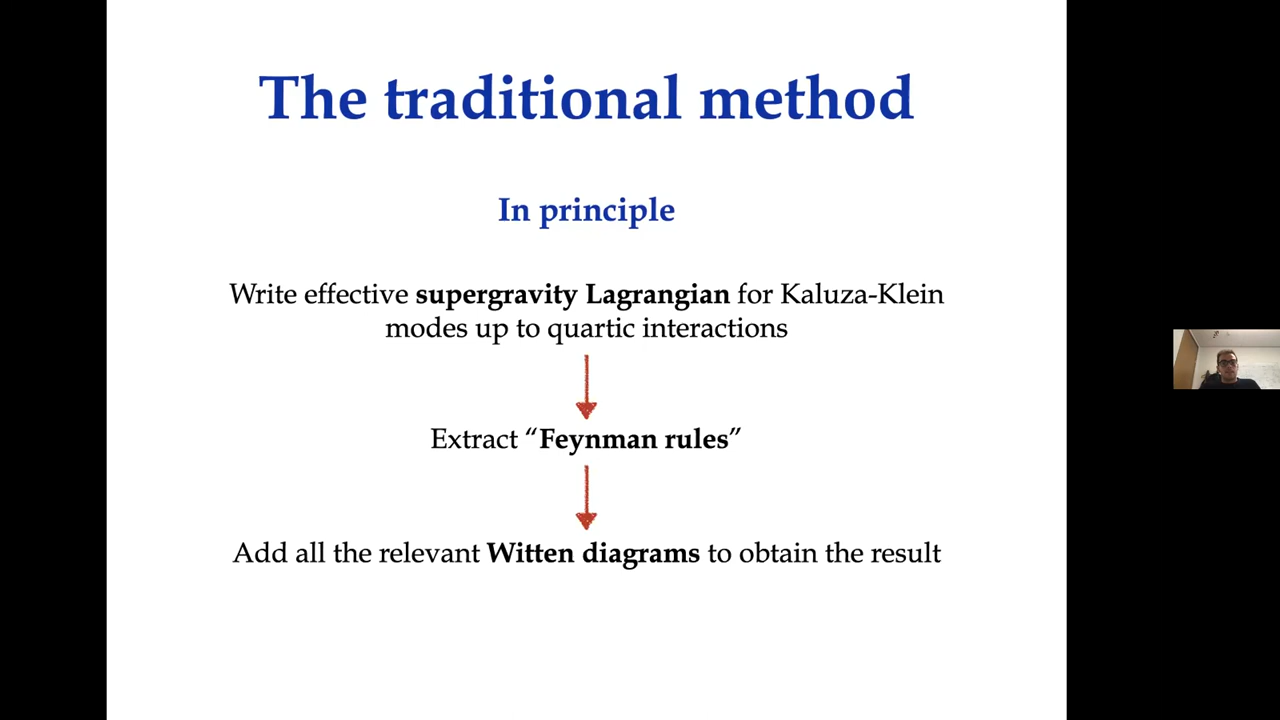 The traditional method
In principle
Write effective supergravity Lagrangian for Kaluza-Klein
modes up to quartic interactions
Extract “Feynman rules”
Add all the relevant Witten diagrams to obtain the result